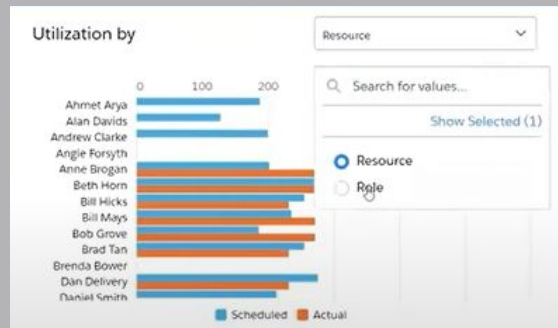 Utilization by
Resource
Search for values...
Show Selected (1)
Resource
Role
0 100 200
Ahmet Arya
Alan Davids
Andrew Clarke
Angie Forsyth
Anne Brogan
Beth Horn
Bill Hicks
Bill Mays
Bob Grove
Brad Tan
Brenda Bower
Dan Delivery
Daniel Smith
Scheduled Actual